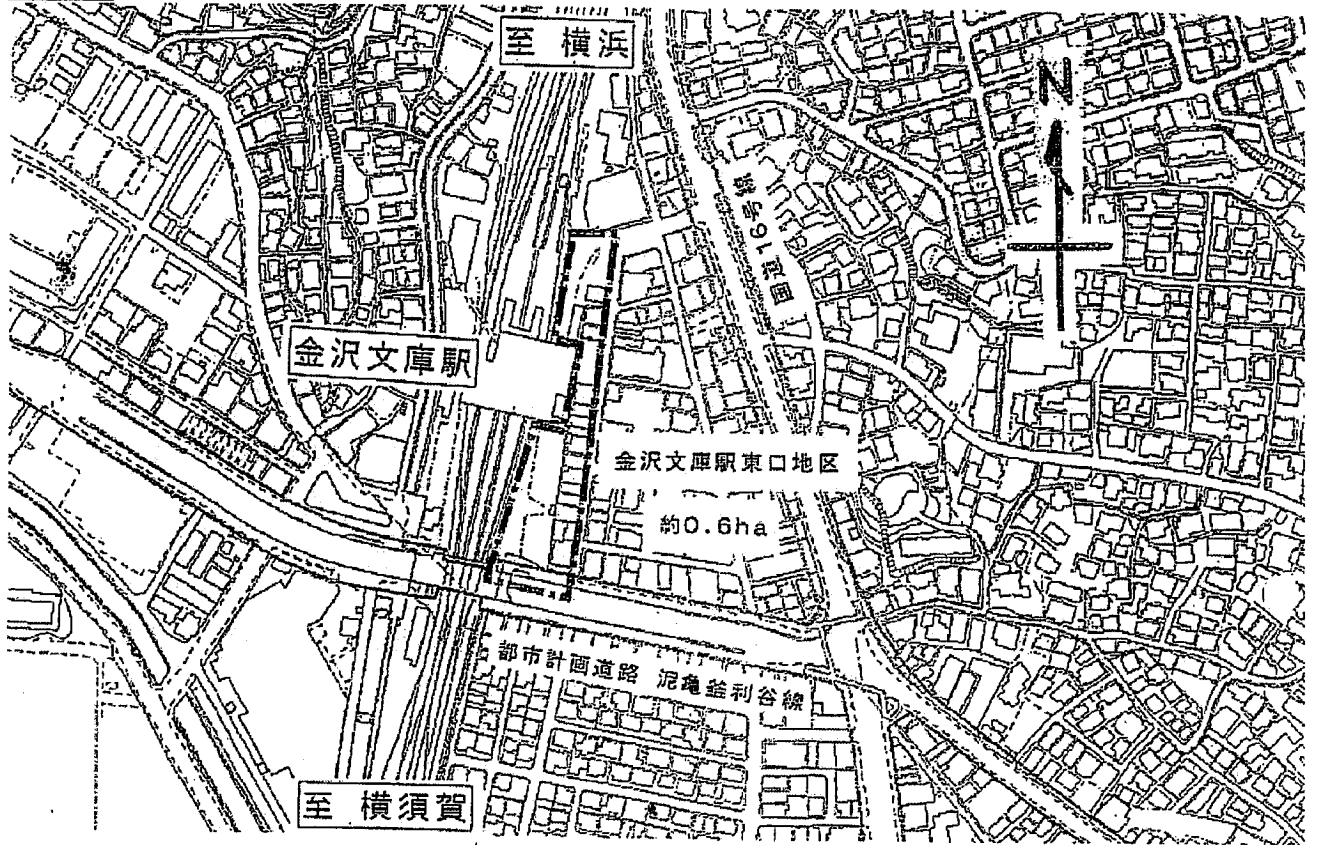 至 横浜
N
国道16号線
金沢文庫駅
金沢文庫駅東口地区
約0.6ha
都市計画道路 泥亀釜利谷線
至 横須賀